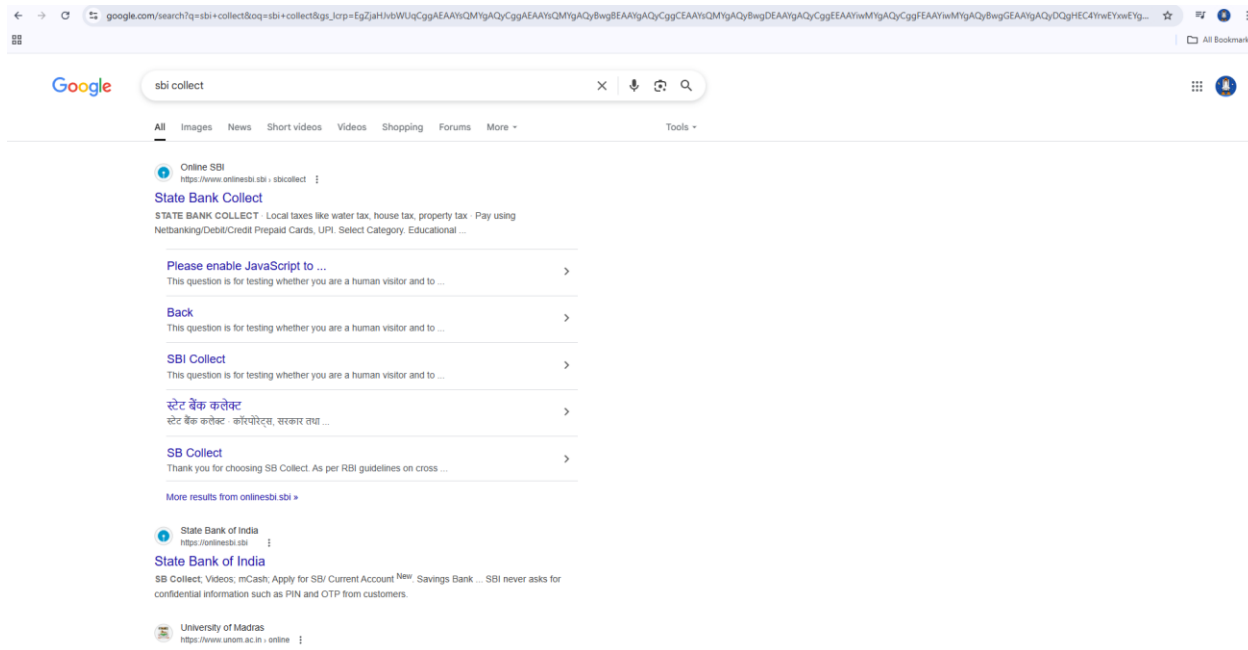 google.com/search?q=sbi+collect&oq=sbi+collect&gs_lcrp=EgZjaHJvbWUqCggAEAAYsQMYgAQyCggAEAAYsQMYgAQyBwgBEAAYgAQyCggCEAAYsQMYgAQyBwgDEAAYgAQyCggEEAAYiwMYgAQyCggFEAAYiwMYgAQyBwgGEAAYgAQyDQgHEC4YrwEYxwEYg...
All Bookmark
Google
sbi collect
All Images News Short videos Videos Shopping Forums More Tools
Online SBI
https://www.onlinesbi.sbi › sbicollect
State Bank Collect
STATE BANK COLLECT · Local taxes like water tax, house tax, property tax · Pay using
Netbanking/Debit/Credit Prepaid Cards, UPI. Select Category. Educational ...
Please enable JavaScript to ...
This question is for testing whether you are a human visitor and to ...
Back
This question is for testing whether you are a human visitor and to ...
SBI Collect
This question is for testing whether you are a human visitor and to ...
स्टेट बैंक कलेक्ट
स्टेट बैंक कलेक्ट · कॉरपोरेट्स, सरकार तथा ...
SB Collect
Thank you for choosing SB Collect. As per RBI guidelines on cross ...
More results from onlinesbi.sbi »
State Bank of India
https://onlinesbi.sbi
State Bank of India
SB Collect; Videos; mCash; Apply for SB/ Current Account New. Savings Bank ... SBI never asks for
confidential information such as PIN and OTP from customers.
University of Madras
https://www.unom.ac.in › online